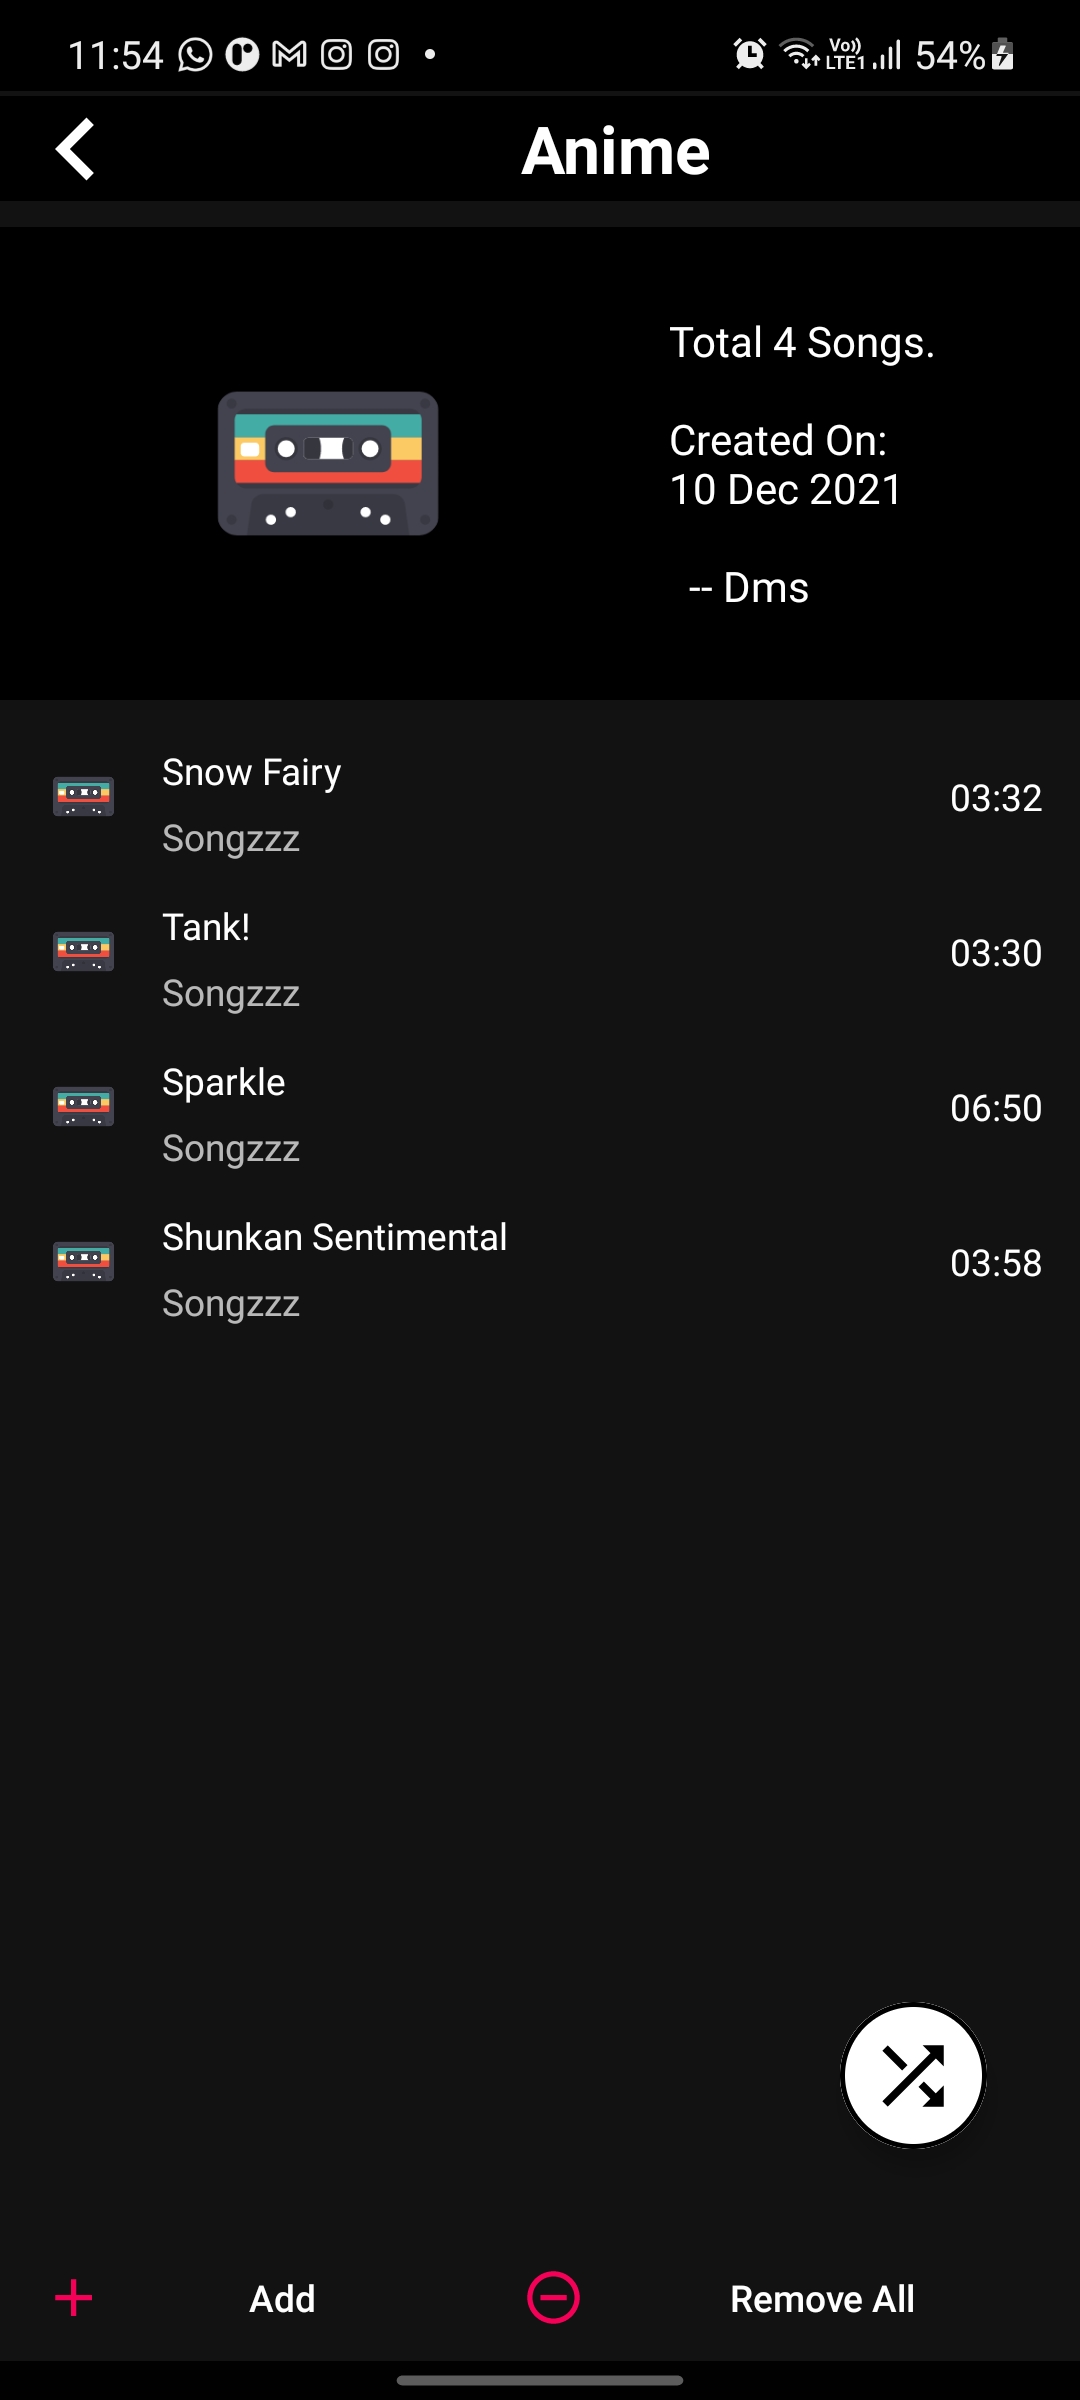 11:54
Vo)) LTE1 54%
Anime
Total 4 Songs.
Created On:
10 Dec 2021
-- Dms
Snow Fairy
Songzzz
03:32
Tank!
Songzzz
03:30
Sparkle
Songzzz
06:50
Shunkan Sentimental
Songzzz
03:58
Add
Remove All